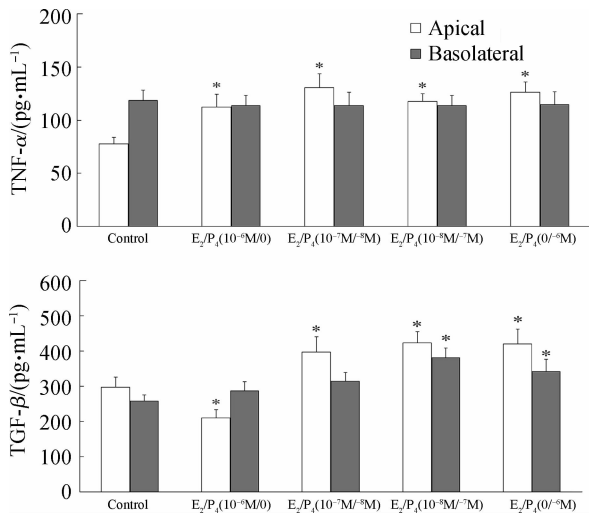 Apical
Basolateral
TNF-α/(pg•mL⁻¹)
200
150
100
50
0
*
*
*
*
Control
E₂/P₄(10⁻⁶M/0)
E₂/P₄(10⁻⁷M/⁻⁸M)
E₂/P₄(10⁻⁸M/⁻⁷M)
E₂/P₄(0/⁻⁶M)
TGF-β/(pg•mL⁻¹)
600
500
400
300
200
100
0
*
*
*
*
*
*
Control
E₂/P₄(10⁻⁶M/0)
E₂/P₄(10⁻⁷M/⁻⁸M)
E₂/P₄(10⁻⁸M/⁻⁷M)
E₂/P₄(0/⁻⁶M)